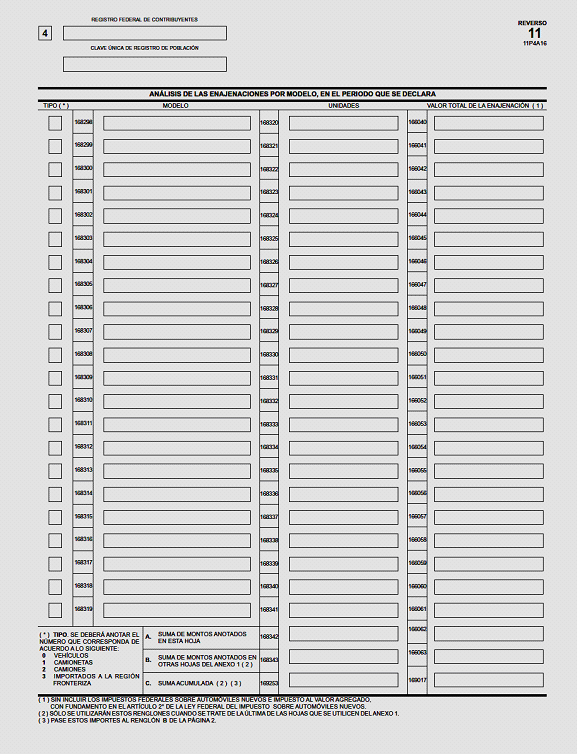 REGISTRO FEDERAL DE CONTRIBUYENTES
4
CLAVE ÚNICA DE REGISTRO DE POBLACIÓN
REVERSO
11
11P4A16
ANÁLISIS DE LAS ENAJENACIONES POR MODELO, EN EL PERIODO QUE SE DECLARA
TIPO ( * ) MODELO UNIDADES VALOR TOTAL DE LA ENAJENACIÓN ( 1 )
168298 168320 166040
168299 168321 166041
168300 168322 166042
168301 168323 166043
168302 168324 166044
168303 168325 166045
168304 168326 166046
168305 168327 166047
168306 168328 166048
168307 168329 166049
168308 168330 166050
168309 168331 166051
168310 168332 166052
168311 168333 166053
168312 168334 166054
168313 168335 166055
168314 168336 166056
168315 168337 166057
168316 168338 166058
168317 168339 166059
168318 168340 166060
168319 168341 166061
( * ) TIPO. SE DEBERÁ ANOTAR EL
NÚMERO QUE CORRESPONDA DE
ACUERDO A LO SIGUIENTE:
0 VEHÍCULOS
1 CAMIONETAS
2 CAMIONES
3 IMPORTADOS A LA REGIÓN
FRONTERIZA
A. SUMA DE MONTOS ANOTADOS
EN ESTA HOJA
168342 166062
B. SUMA DE MONTOS ANOTADOS EN
OTRAS HOJAS DEL ANEXO 1 ( 2 )
168343 166063
C. SUMA ACUMULADA ( 2 ) ( 3 )
169253 169017
( 1 ) SIN INCLUIR LOS IMPUESTOS FEDERALES SOBRE AUTOMÓVILES NUEVOS E IMPUESTO AL VALOR AGREGADO,
CON FUNDAMENTO EN EL ARTÍCULO 2° DE LA LEY FEDERAL DEL IMPUESTO SOBRE AUTOMÓVILES NUEVOS.
( 2 ) SÓLO SE UTILIZARÁN ESTOS RENGLONES CUANDO SE TRATE DE LA ÚLTIMA DE LAS HOJAS QUE SE UTILICEN DEL ANEXO 1.
( 3 ) PASE ESTOS IMPORTES AL RENGLÓN B DE LA PÁGINA 2.